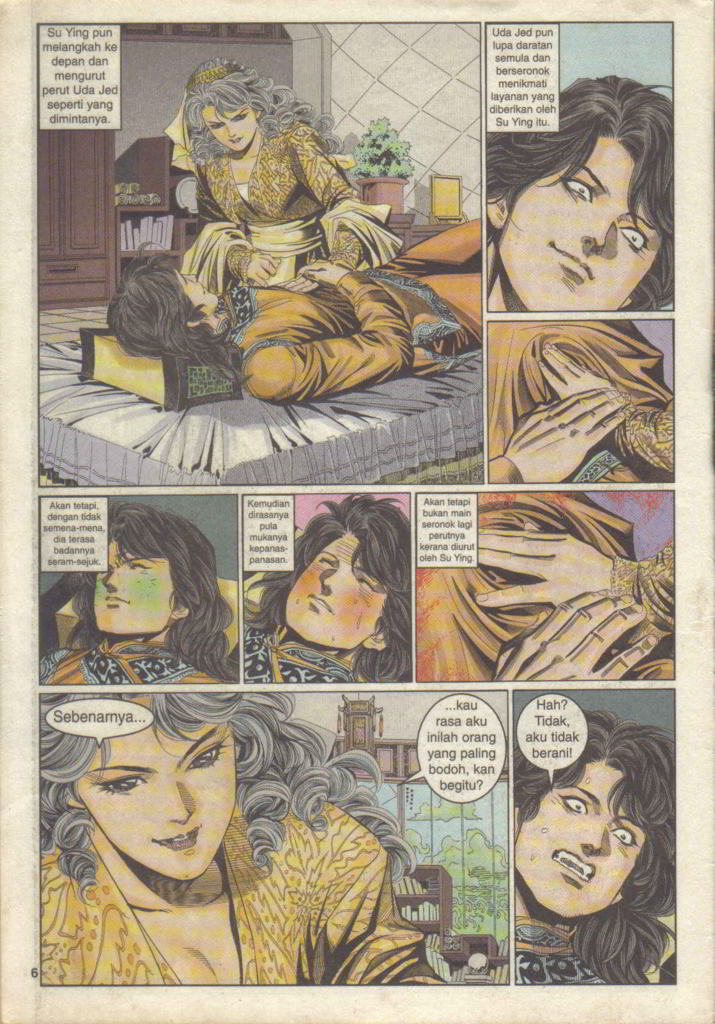 Su Ying pun
melangkah ke
depan dan
mengurut
perut Uda Jed
seperti yang
dimintanya.
Uda Jed pun
lupa daratan
semula dan
berseronok
menikmati
layanan yang
diberikan oleh
Su Ying itu.
Akan tetapi,
dengan tidak
semena-mena,
dia terasa
badannya
seram-sejuk.
Kemudian
dirasanya
pula
mukanya
kepanas-
panasan.
Akan tetapi
bukan main
seronok lagi
perutnya
kerana diurut
oleh Su Ying.
Sebenarnya...
...kau
rasa aku
inilah orang
yang paling
bodoh, kan
begitu?
Hah?
Tidak,
aku tidak
berani!
6